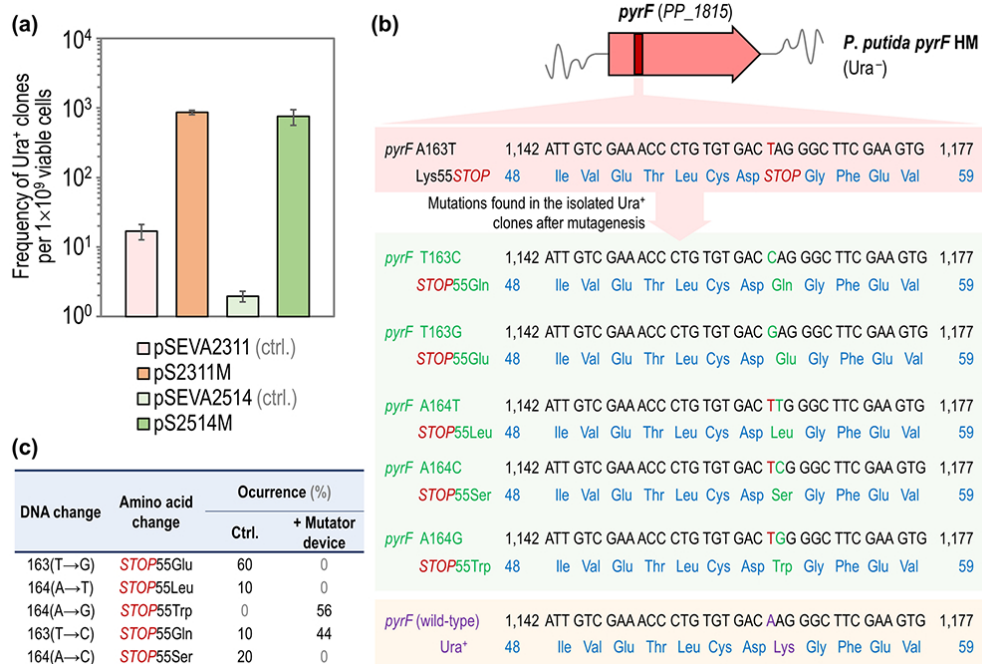 (a)
10⁴
10³
10²
10¹
10⁰
Frequency of Ura⁺ clones
per 1×10⁹ viable cells
pSEVA2311 (ctrl.)
pS2311M
pSEVA2514 (ctrl.)
pS2514M
(b)
pyrF (PP_1815)
P. putida pyrF HM
(Ura⁻)
pyrF A163T 1,142 ATT GTC GAA ACC CTG TGT GAC TAG GGC TTC GAA GTG 1,177
Lys55STOP 48 Ile Val Glu Thr Leu Cys Asp STOP Gly Phe Glu Val 59
Mutations found in the isolated Ura⁺
clones after mutagenesis
pyrF T163C 1,142 ATT GTC GAA ACC CTG TGT GAC CAG GGC TTC GAA GTG 1,177
STOP55Gln 48 Ile Val Glu Thr Leu Cys Asp Gln Gly Phe Glu Val 59
pyrF T163G 1,142 ATT GTC GAA ACC CTG TGT GAC GAG GGC TTC GAA GTG 1,177
STOP55Glu 48 Ile Val Glu Thr Leu Cys Asp Glu Gly Phe Glu Val 59
pyrF A164T 1,142 ATT GTC GAA ACC CTG TGT GAC TTG GGC TTC GAA GTG 1,177
STOP55Leu 48 Ile Val Glu Thr Leu Cys Asp Leu Gly Phe Glu Val 59
pyrF A164C 1,142 ATT GTC GAA ACC CTG TGT GAC TCG GGC TTC GAA GTG 1,177
STOP55Ser 48 Ile Val Glu Thr Leu Cys Asp Ser Gly Phe Glu Val 59
pyrF A164G 1,142 ATT GTC GAA ACC CTG TGT GAC TGG GGC TTC GAA GTG 1,177
STOP55Trp 48 Ile Val Glu Thr Leu Cys Asp Trp Gly Phe Glu Val 59
pyrF (wild-type) 1,142 ATT GTC GAA ACC CTG TGT GAC AAG GGC TTC GAA GTG 1,177
Ura⁺ 48 Ile Val Glu Thr Leu Cys Asp Lys Gly Phe Glu Val 59
(c)
DNA change Amino acid change Ocurrence (%)
Ctrl. + Mutator device
163(T→G) STOP55Glu 60 0
164(A→T) STOP55Leu 10 0
164(A→G) STOP55Trp 0 56
163(T→C) STOP55Gln 10 44
164(A→C) STOP55Ser 20 0